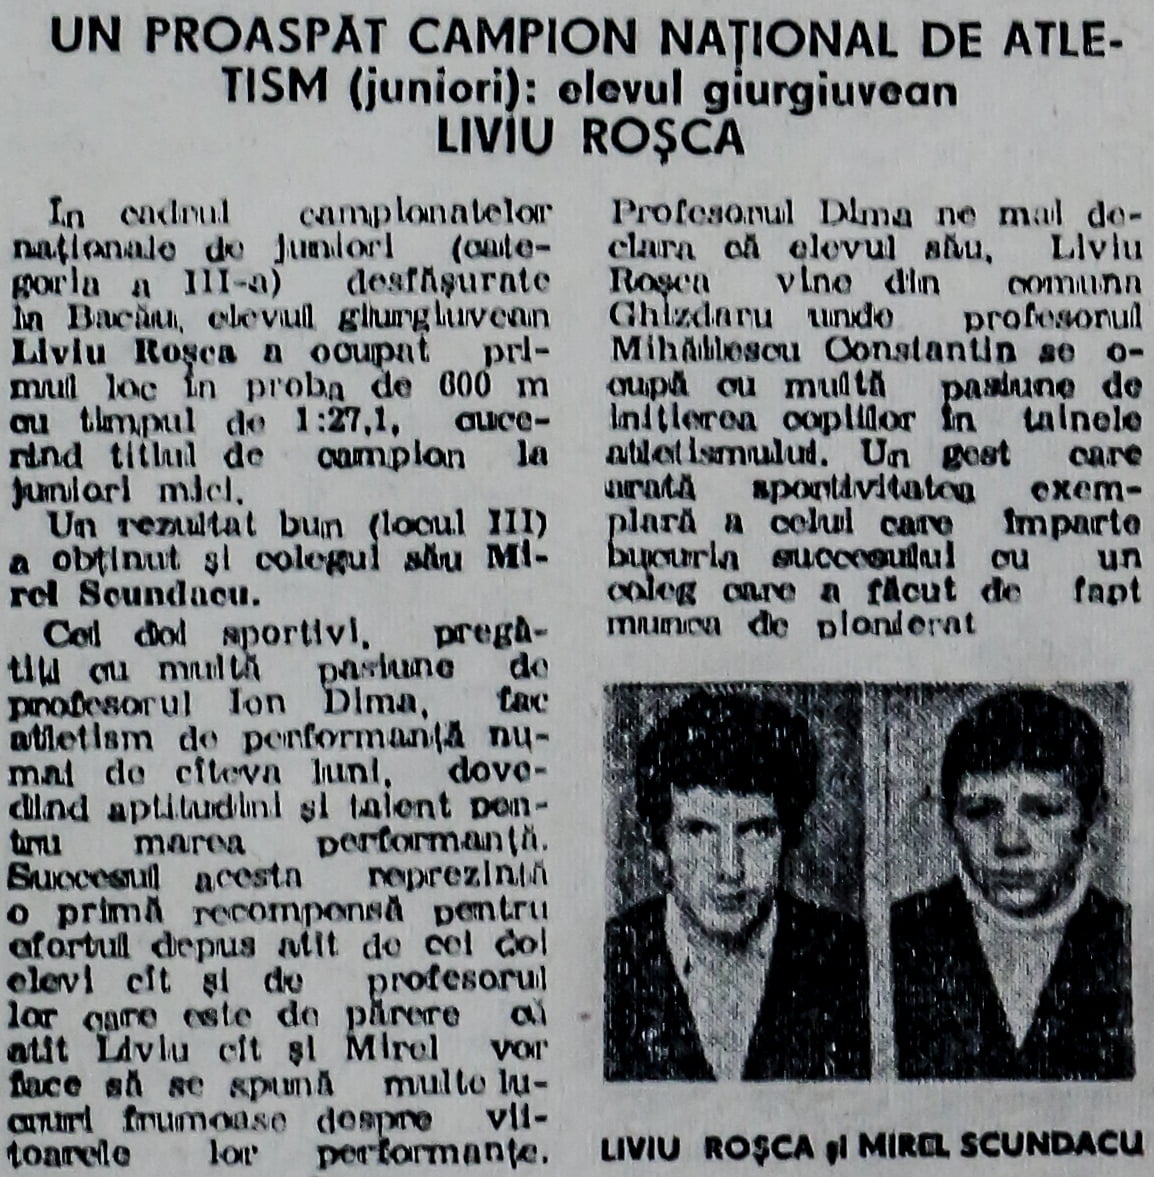 UN PROASPĂT CAMPION NAȚIONAL DE ATLE-
TISM (juniori): elevul giurgiuvean
LIVIU ROȘCA
In cadrul campionatelor
naționale de juniori (cate-
goria a III-a) desfășurate
în Bacău, elevul giurgiuvean
Liviu Roșca a ocupat pri-
mul loc în proba de 600 m
cu timpul de 1:27,1, cuce-
rind titlul de campion la
juniori mici.
Un rezultat bun (locul III)
a obținut și colegul său Mi-
rel Scundacu.
Cei doi sportivi, pregă-
tiți cu multă pasiune de
profesorul Ion Dima, fac
atletism de performanță nu-
mai de cîteva luni, dove-
dind aptitudini și talent pen-
tru marea performanță.
Succesul acesta reprezintă
o primă recompensă pentru
efortul depus atît de cei doi
elevi cît și de profesorul
lor care este de părere că
atît Liviu cît și Mirel vor
face să se spună multe lu-
cruri frumoase despre vii-
toarele lor performanțe.
Profesorul Dima ne mai de-
clara că elevul său, Liviu
Roșca vine din comuna
Ghizdaru unde profesorul
Mihăilescu Constantin se o-
cupă cu multă pasiune de
inițierea copiilor în tainele
atletismului. Un gest care
arată sportivitatea exem-
plară a celui care împarte
bucuria succesului cu un
coleg care a făcut de fapt
munca de pionierat
LIVIU ROȘCA și MIREL SCUNDACU